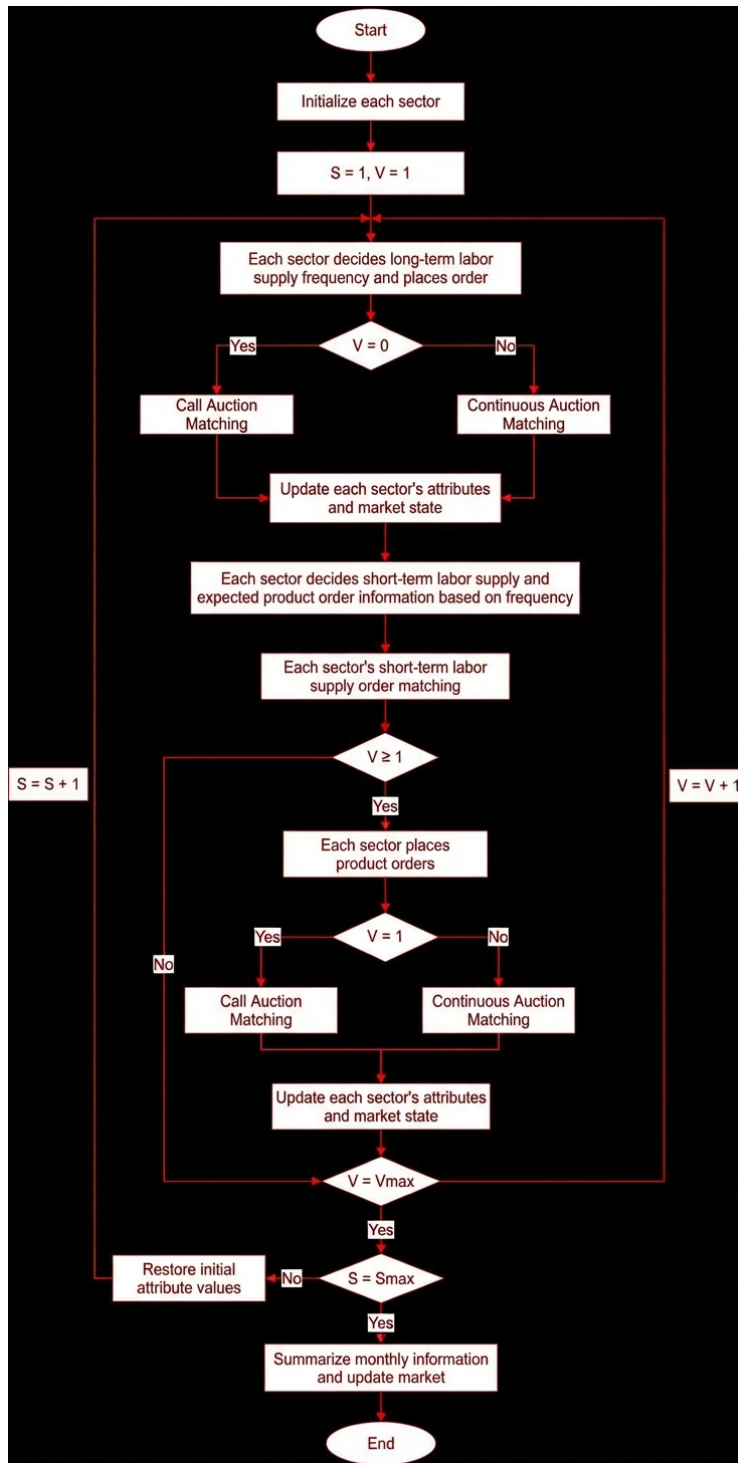 Start
Initialize each sector
S = 1, V = 1
Each sector decides long-term labor
supply frequency and places order
Yes
V = 0
No
Call Auction
Matching
Continuous Auction
Matching
Update each sector's attributes
and market state
Each sector decides short-term labor supply and
expected product order information based on frequency
Each sector's short-term labor
supply order matching
V ≥ 1
S = S + 1
V = V + 1
Yes
Each sector places
product orders
Yes
V = 1
No
No
Call Auction
Matching
Continuous Auction
Matching
Update each sector's attributes
and market state
V = Vmax
Yes
Restore initial
attribute values
No
S = Smax
Yes
Summarize monthly information
and update market
End